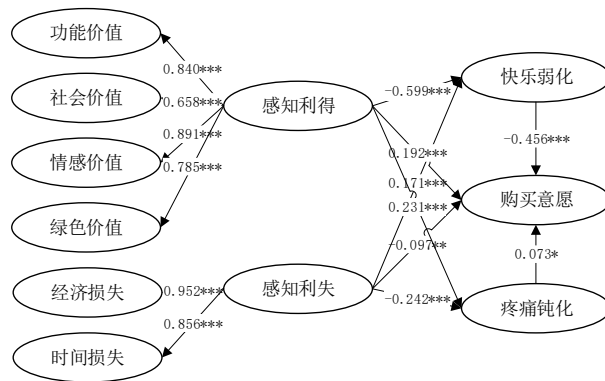 功能价值
0.840***
社会价值
0.658***
情感价值
0.891***
绿色价值
0.785***
经济损失
0.952***
时间损失
0.856***
感知利得
感知利失
-0.599***
0.192***
0.171***
0.231***
-0.097**
-0.242***
快乐弱化
-0.456***
购买意愿
0.073*
疼痛钝化